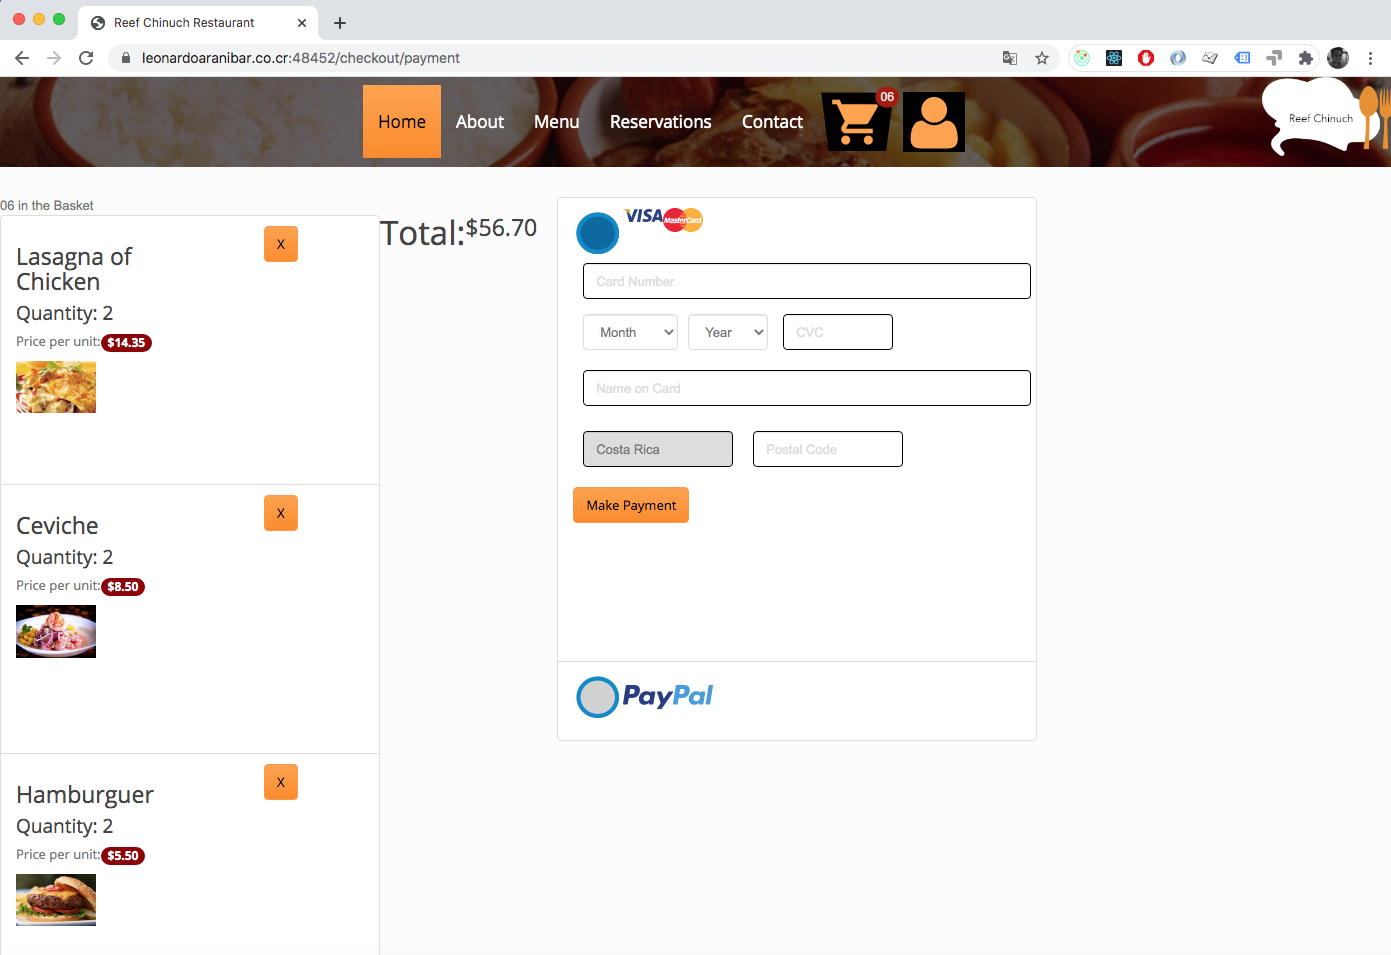 Reef Chinuch Restaurant
leonardoaranibar.co.cr:48452/checkout/payment
Home
About
Menu
Reservations
Contact
06
Reef Chinuch
06 in the Basket
Lasagna of
Chicken
X
Quantity: 2
Price per unit: $14.35
Ceviche
X
Quantity: 2
Price per unit: $8.50
Hamburguer
X
Quantity: 2
Price per unit: $5.50
Total: $56.70
VISA MasterCard
Card Number
Month
Year
CVC
Name on Card
Costa Rica
Postal Code
Make Payment
PayPal